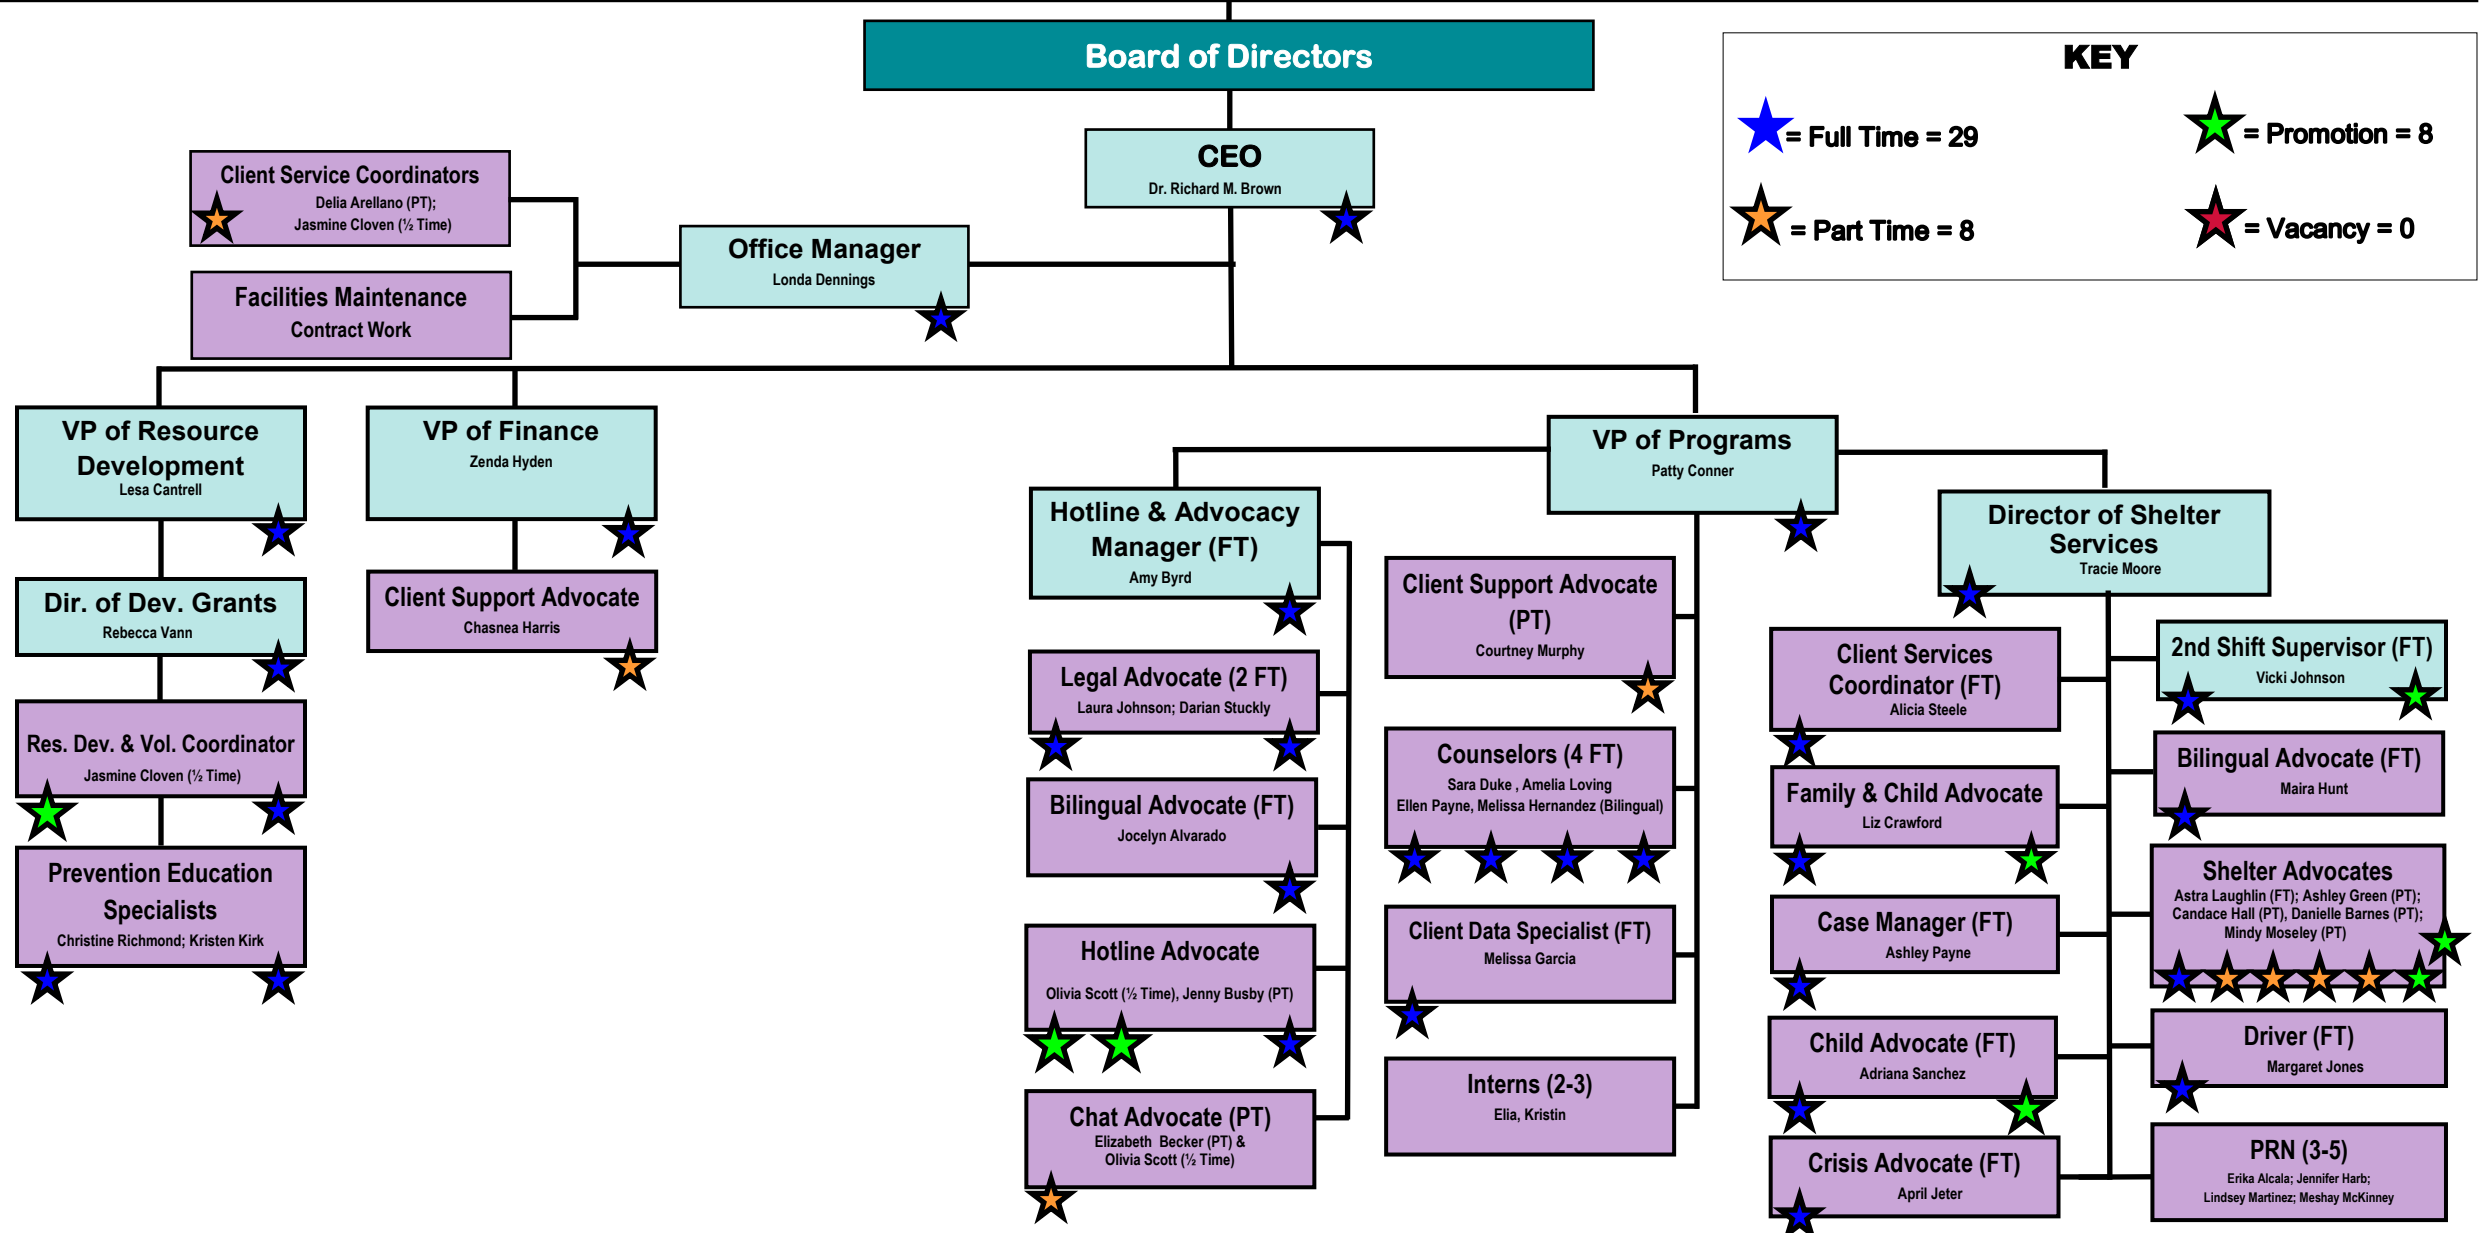 Board of Directors
KEY
= Full Time = 29
= Promotion = 8
= Part Time = 8
= Vacancy = 0
CEO
Dr. Richard M. Brown
Client Service Coordinators
Delia Arellano (PT);
Jasmine Cloven (½ Time)
Office Manager
Londa Dennings
Facilities Maintenance
Contract Work
VP of Resource
Development
Lesa Cantrell
VP of Finance
Zenda Hyden
VP of Programs
Patty Conner
Dir. of Dev. Grants
Rebecca Vann
Client Support Advocate
Chasnea Harris
Res. Dev. & Vol. Coordinator
Jasmine Cloven (½ Time)
Prevention Education
Specialists
Christine Richmond; Kristen Kirk
Hotline & Advocacy
Manager (FT)
Amy Byrd
Legal Advocate (2 FT)
Laura Johnson; Darian Stuckly
Bilingual Advocate (FT)
Jocelyn Alvarado
Hotline Advocate
Olivia Scott (½ Time), Jenny Busby (PT)
Chat Advocate (PT)
Elizabeth  Becker (PT) &
Olivia Scott (½ Time)
Client Support Advocate
(PT)
Courtney Murphy
Counselors (4 FT)
Sara Duke , Amelia Loving
Ellen Payne, Melissa Hernandez (Bilingual)
Client Data Specialist (FT)
Melissa Garcia
Interns (2-3)
Elia, Kristin
Director of Shelter
Services
Tracie Moore
Client Services
Coordinator (FT)
Alicia Steele
Family & Child Advocate
Liz Crawford
Case Manager (FT)
Ashley Payne
Child Advocate (FT)
Adriana Sanchez
Crisis Advocate (FT)
April Jeter
2nd Shift Supervisor (FT)
Vicki Johnson
Bilingual Advocate (FT)
Maira Hunt
Shelter Advocates
Astra Laughlin (FT); Ashley Green (PT);
Candace Hall (PT), Danielle Barnes (PT);
Mindy Moseley (PT)
Driver (FT)
Margaret Jones
PRN (3-5)
Erika Alcala; Jennifer Harb;
Lindsey Martinez; Meshay McKinney